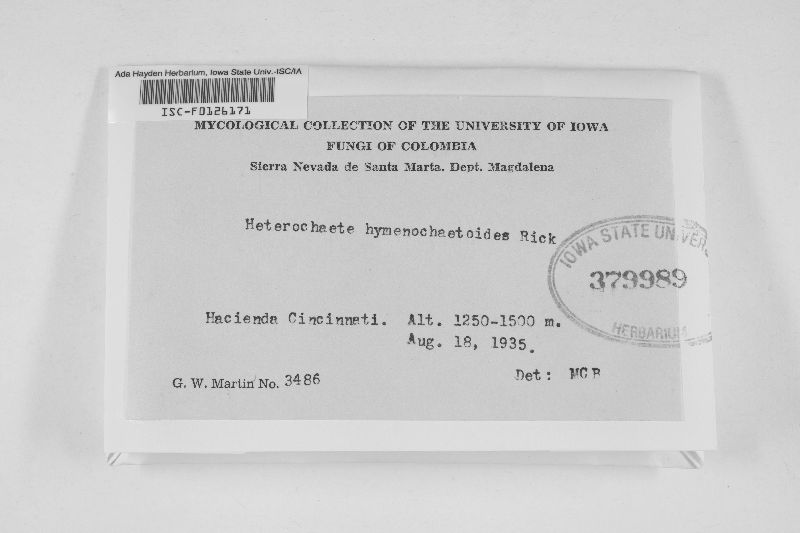 Ada Hayden Herbarium, Iowa State Univ.-ISC/IA
ISC-F0126171
MYCOLOGICAL COLLECTION OF THE UNIVERSITY OF IOWA
FUNGI OF COLOMBIA
Sierra Nevada de Santa Marta. Dept. Magdalena
Heterochaete hymenochaetoides Rick
IOWA STATE UNIVERS
379989
HERBARIUM
Hacienda Cincinnati. Alt. 1250-1500 m.
Aug. 18, 1935.
G. W. Martin No. 3486
Det: MCB